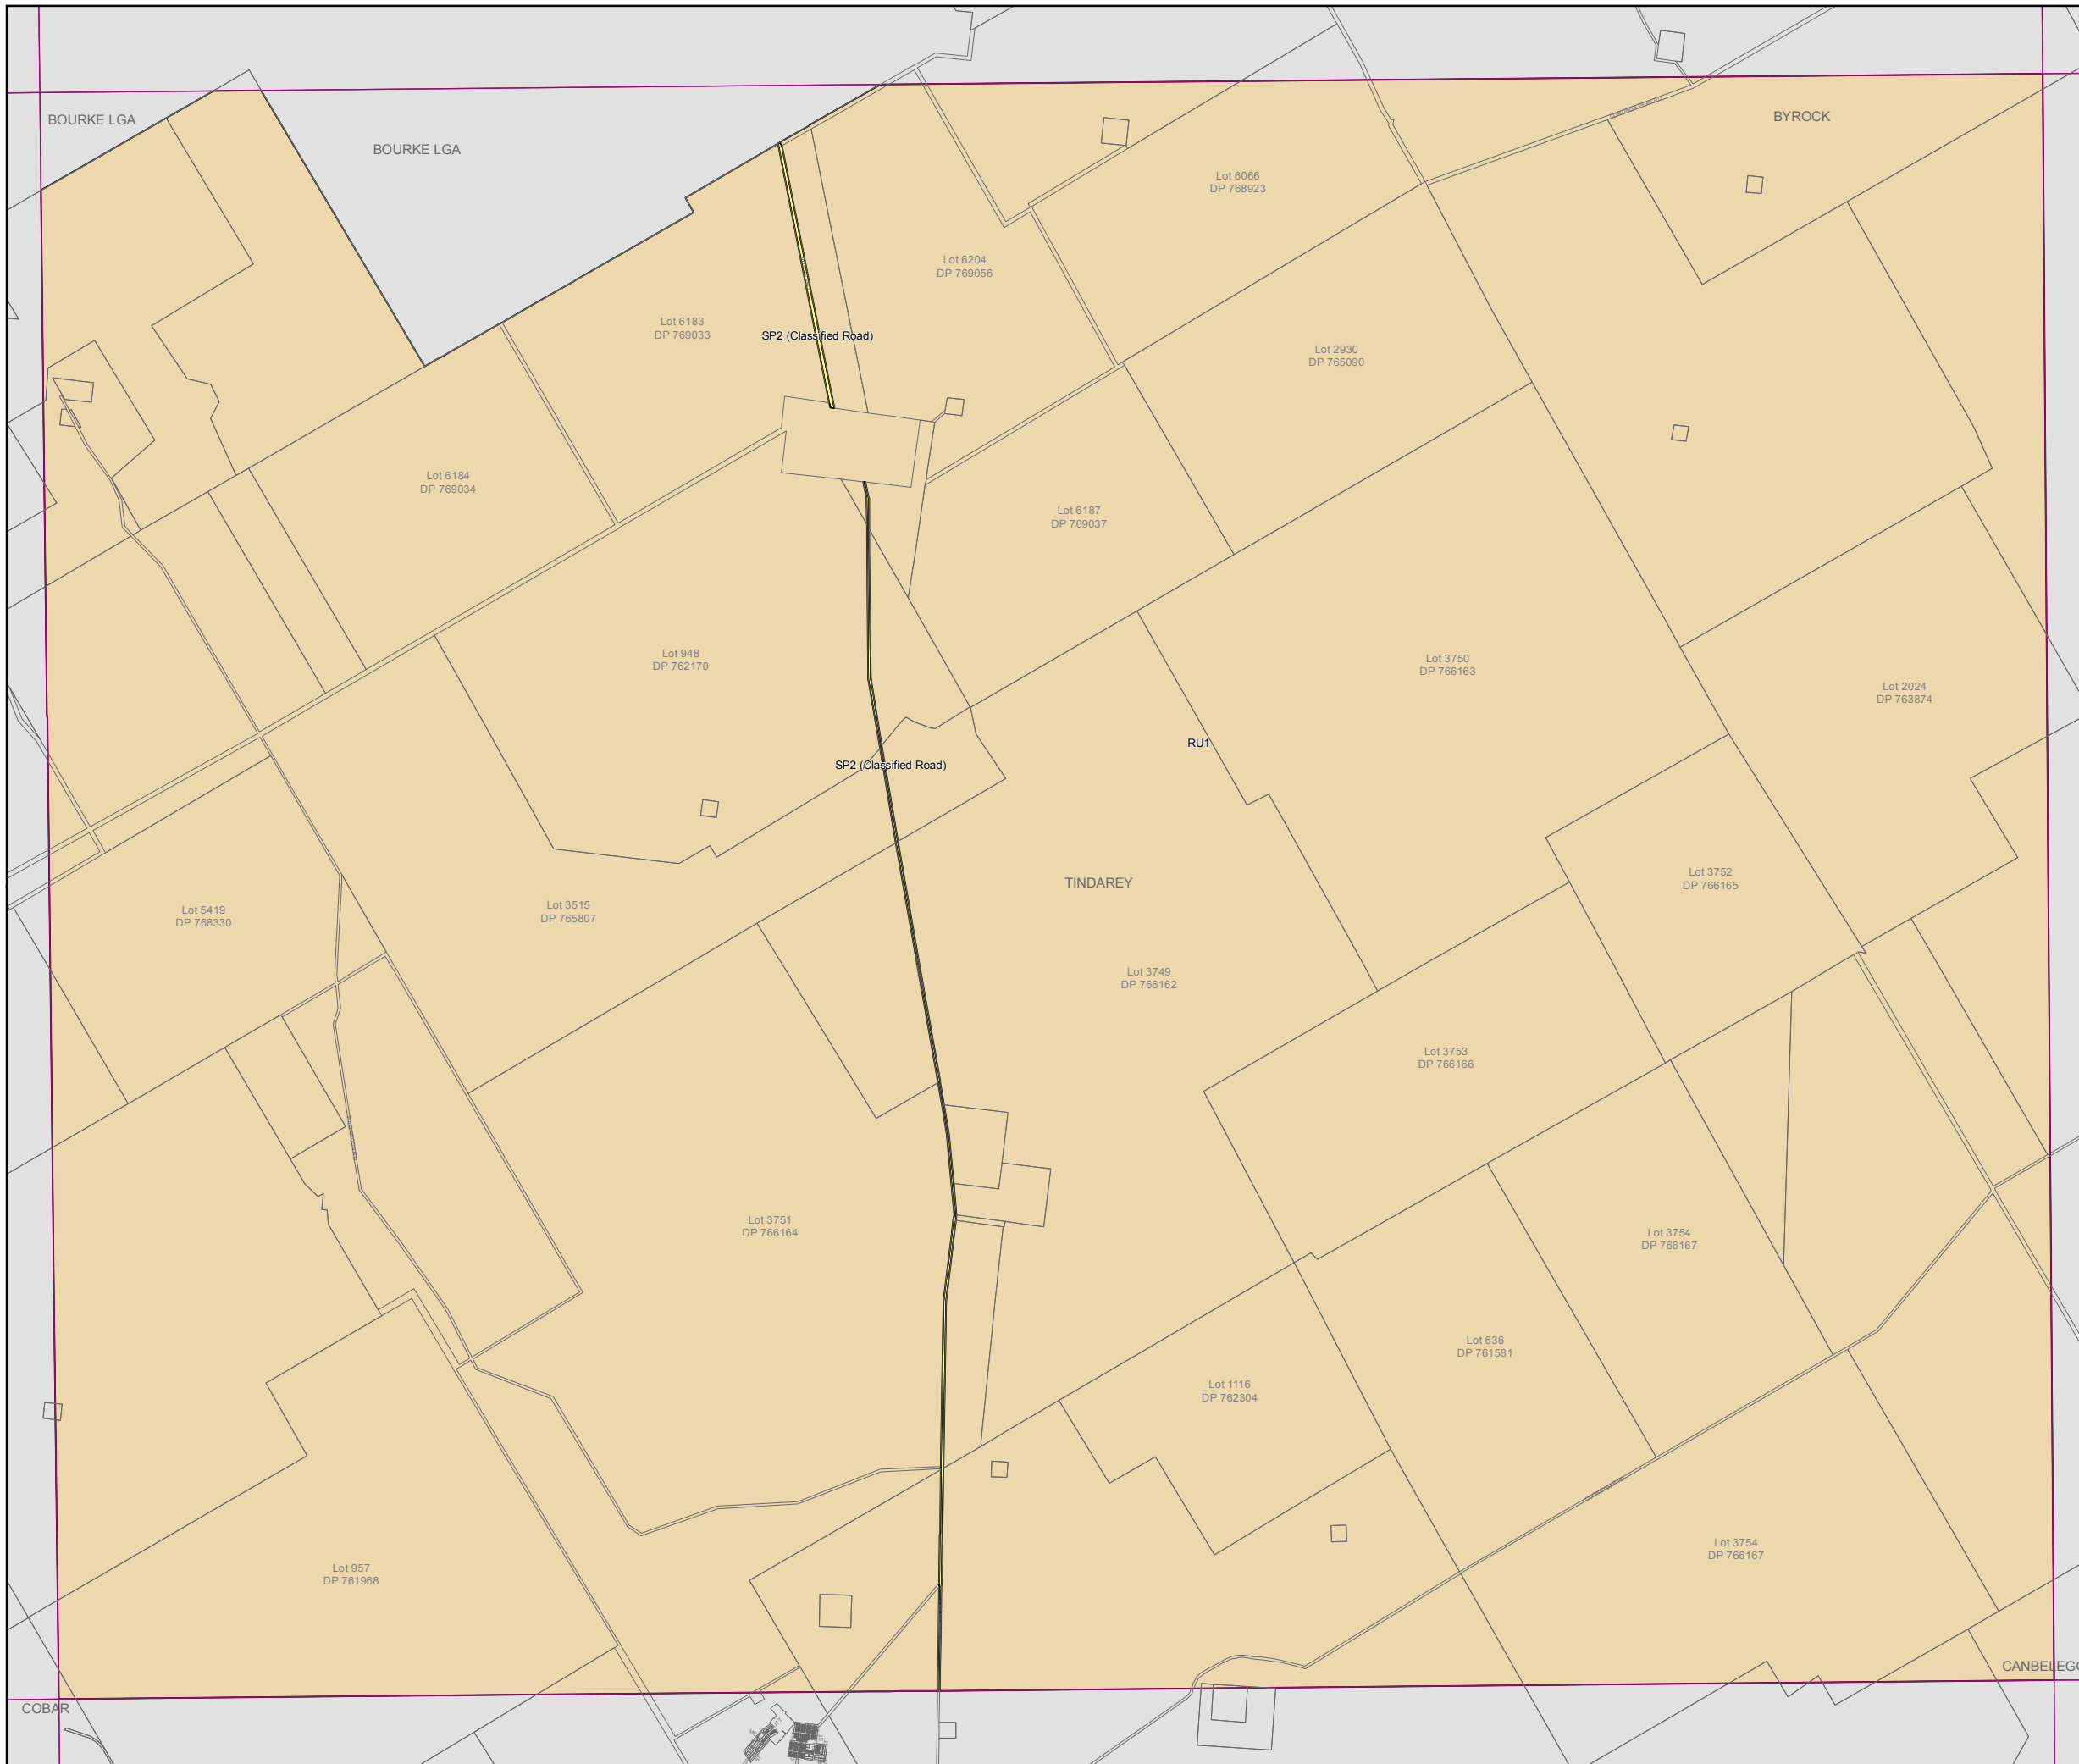 BYROCK
BOURKE LGA
BOURKE LGA
Lot 6066
DP 768923
Lot 6204
DP 769056
Lot 6183
DP 769033
SP2 (Classified Road)
Lot 2930
DP 765090
Lot 6184
DP 769034
Lot 6187
DP 769037
Lot 948
DP 762170
Lot 3750
DP 766163
Lot 2024
DP 763874
RU1
SP2 (Classified Road)
Lot 3752
DP 766165
TINDAREY
Lot 5419
DP 768330
Lot 3515
DP 765807
Lot 3749
DP 766162
Lot 3753
DP 766166
Lot 3751
DP 766164
Lot 3754
DP 766167
Lot 636
DP 761581
Lot 1116
DP 762304
Lot 3754
DP 766167
Lot 957
DP 761968
CANBELEGO
COBAR